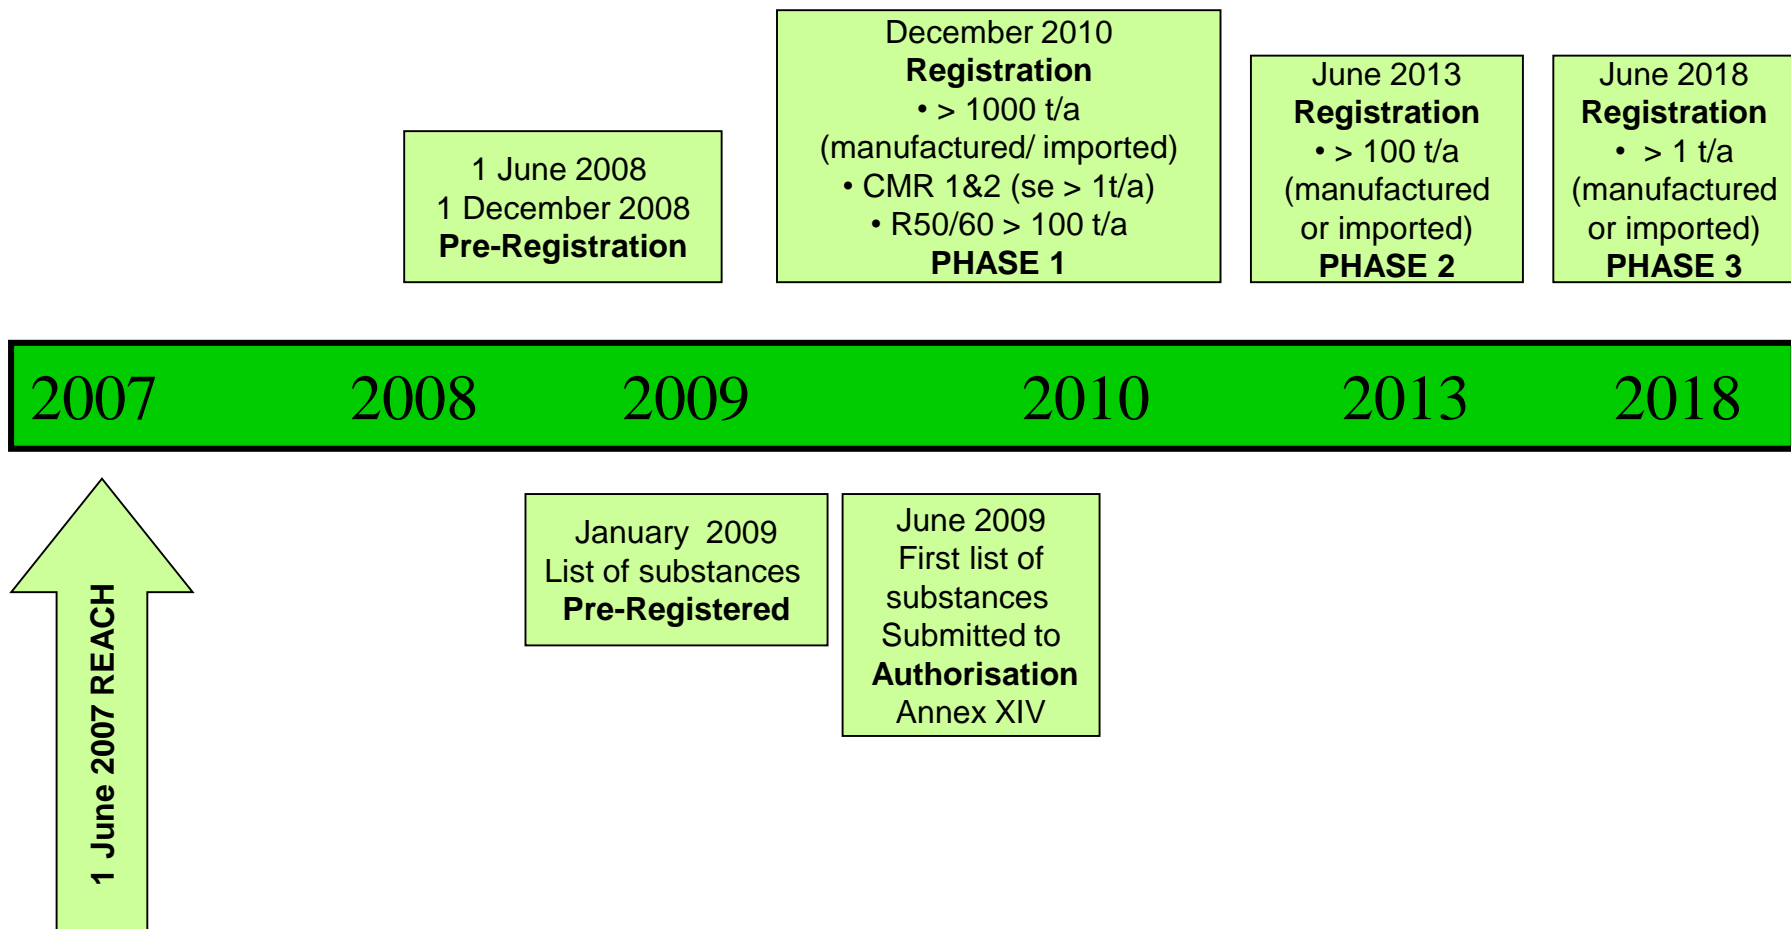 1 June 2008
1 December 2008
Pre-Registration
December 2010
Registration
• > 1000 t/a
(manufactured/ imported)
• CMR 1&2 (se > 1t/a)
• R50/60 > 100 t/a
PHASE 1
June 2013
Registration
• > 100 t/a
(manufactured
or imported)
PHASE 2
June 2018
Registration
• > 1 t/a
(manufactured
or imported)
PHASE 3
2007 2008 2009 2010 2013 2018
1 June 2007 REACH
January 2009
List of substances
Pre-Registered
June 2009
First list of
substances
Submitted to
Authorisation
Annex XIV